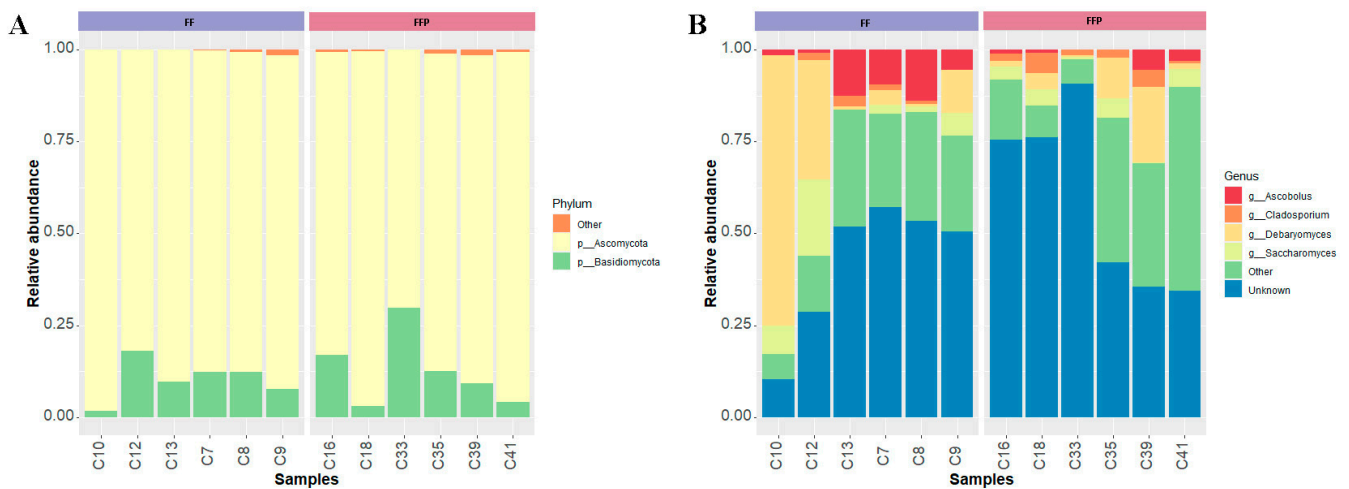 A
FF
FFP
Relative abundance
1.00
0.75
0.50
0.25
0.00
C10
C12
C13
C7
C8
C9
C16
C18
C33
C35
C39
C41
Samples
Phylum
Other
p__Ascomycota
p__Basidiomycota
B
FF
FFP
Relative abundance
1.00
0.75
0.50
0.25
0.00
C10
C12
C13
C7
C8
C9
C16
C18
C33
C35
C39
C41
Samples
Genus
g__Ascobolus
g__Cladosporium
g__Debaryomyces
g__Saccharomyces
Other
Unknown